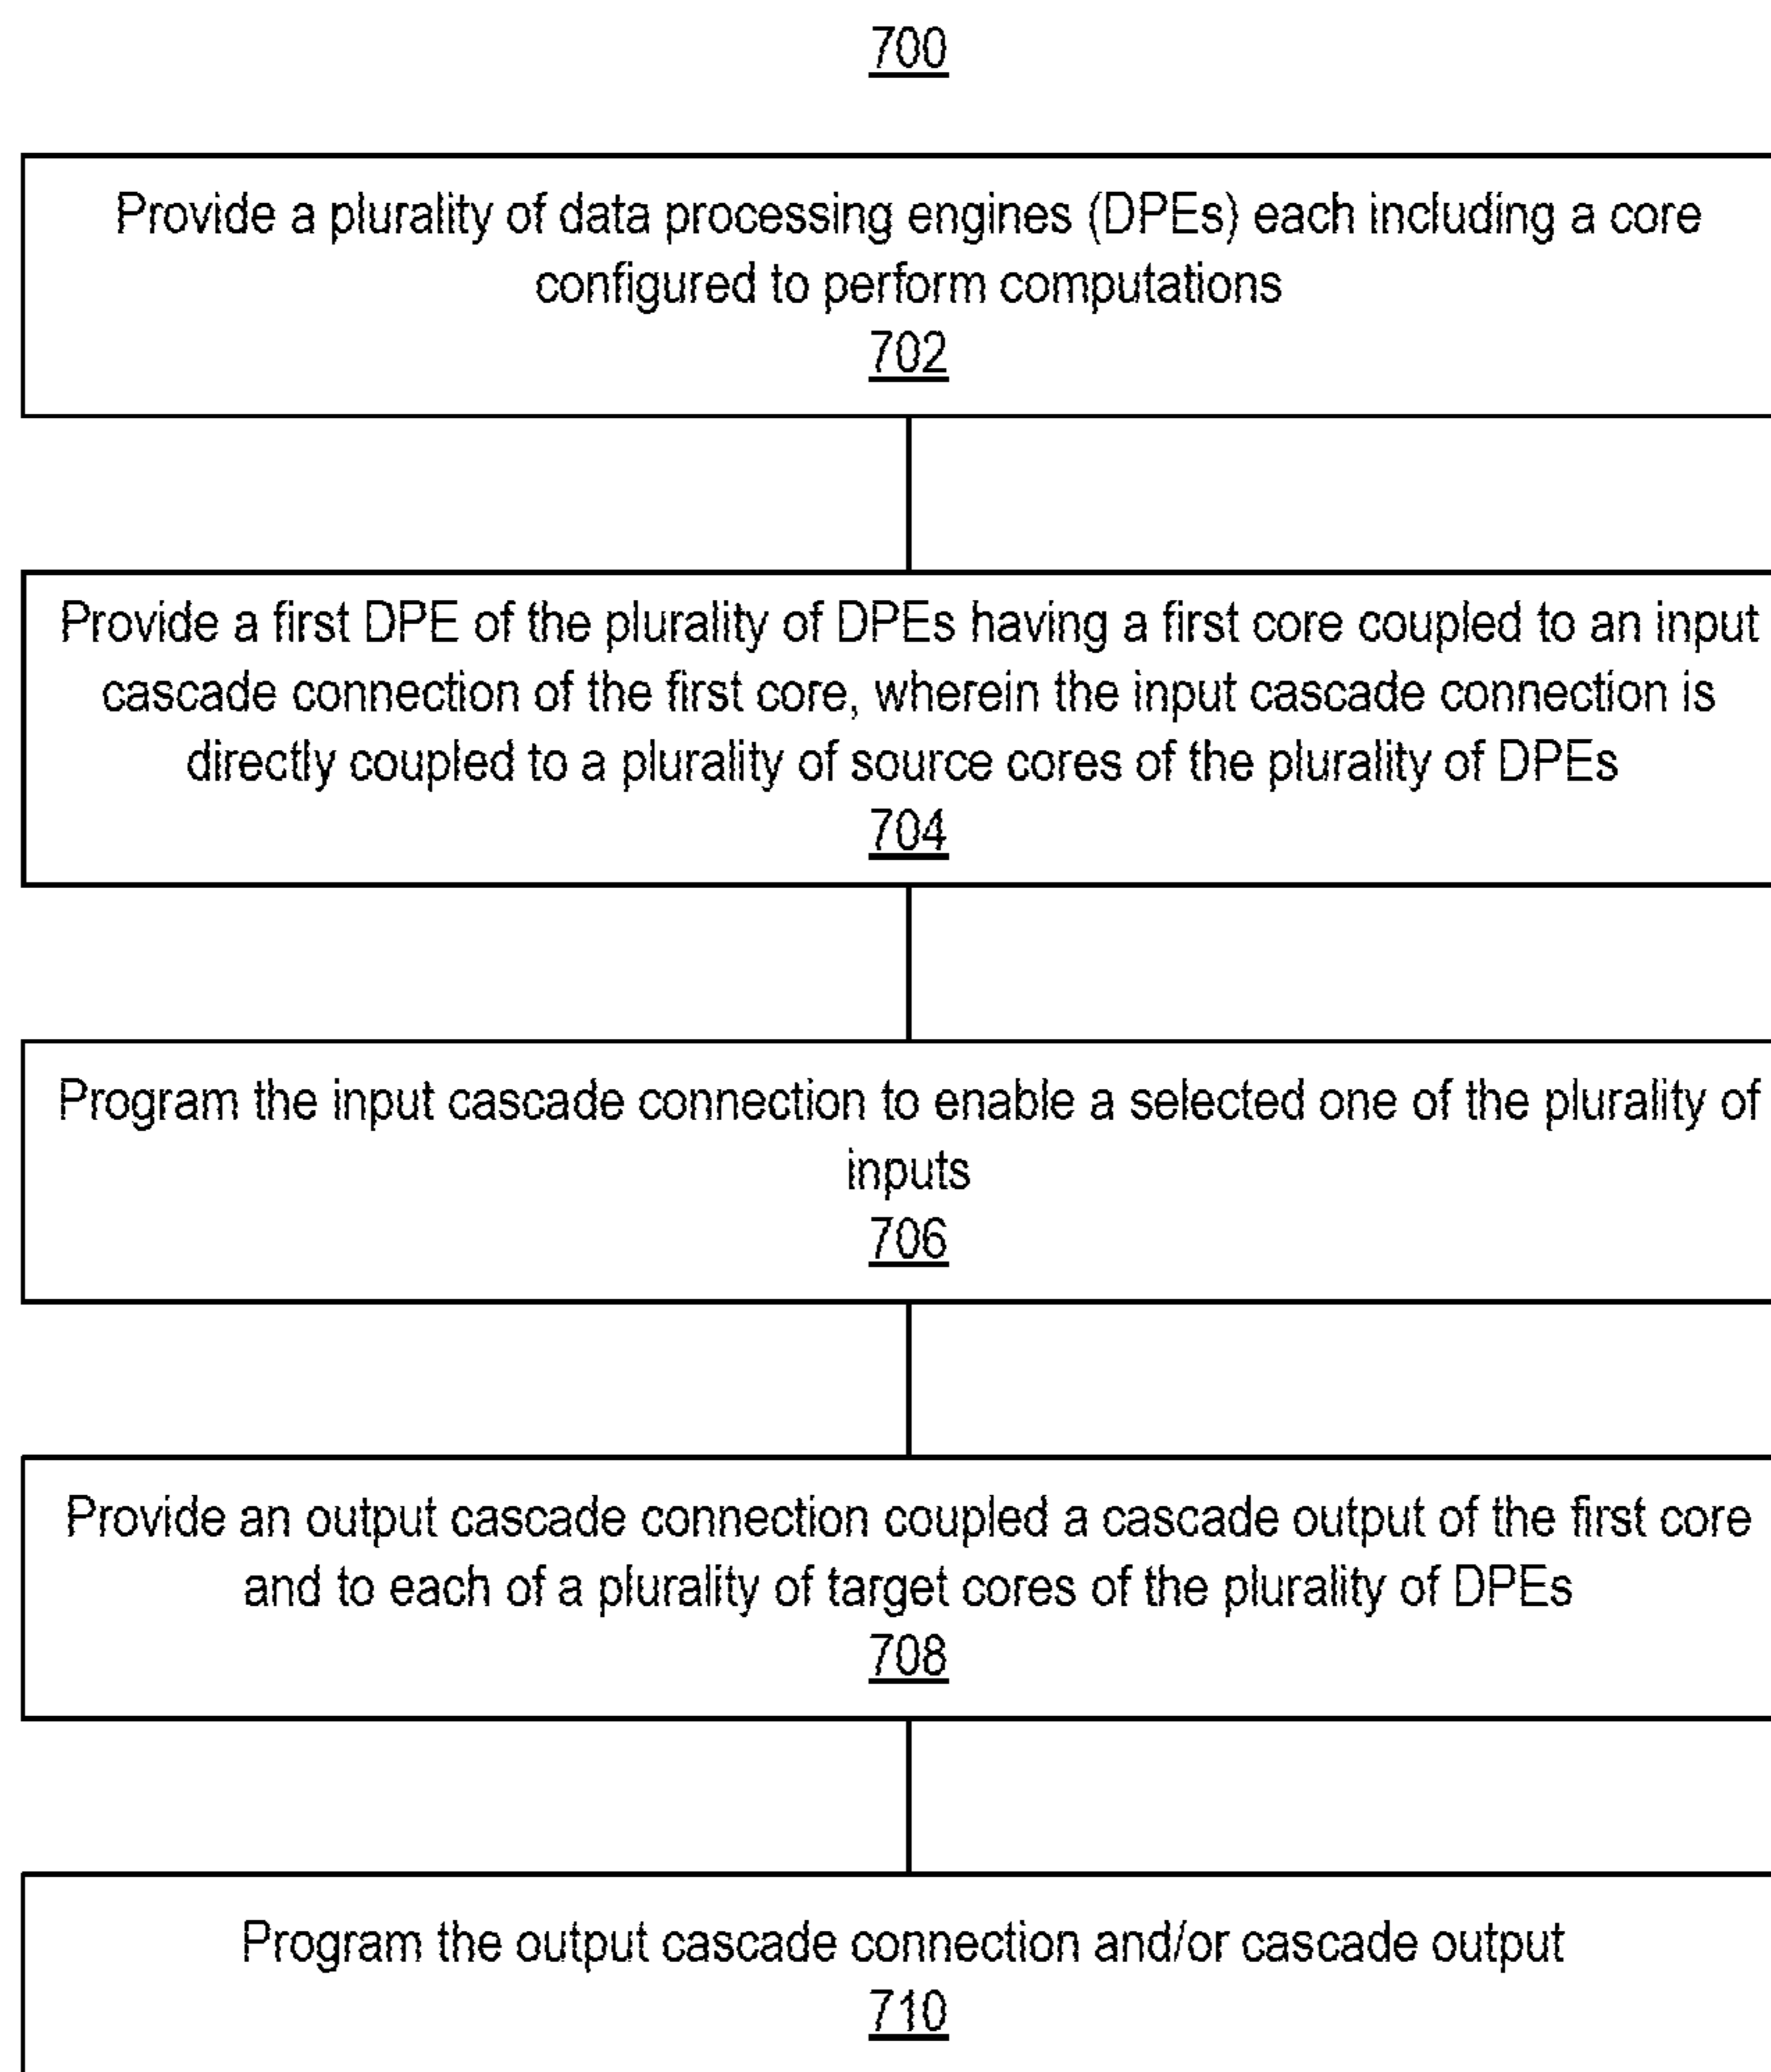 700
Provide a plurality of data processing engines (DPEs) each including a core
configured to perform computations
702
Provide a first DPE of the plurality of DPEs having a first core coupled to an input
cascade connection of the first core, wherein the input cascade connection is
directly coupled to a plurality of source cores of the plurality of DPEs
704
Program the input cascade connection to enable a selected one of the plurality of
inputs
706
Provide an output cascade connection coupled a cascade output of the first core
and to each of a plurality of target cores of the plurality of DPEs
708
Program the output cascade connection and/or cascade output
710